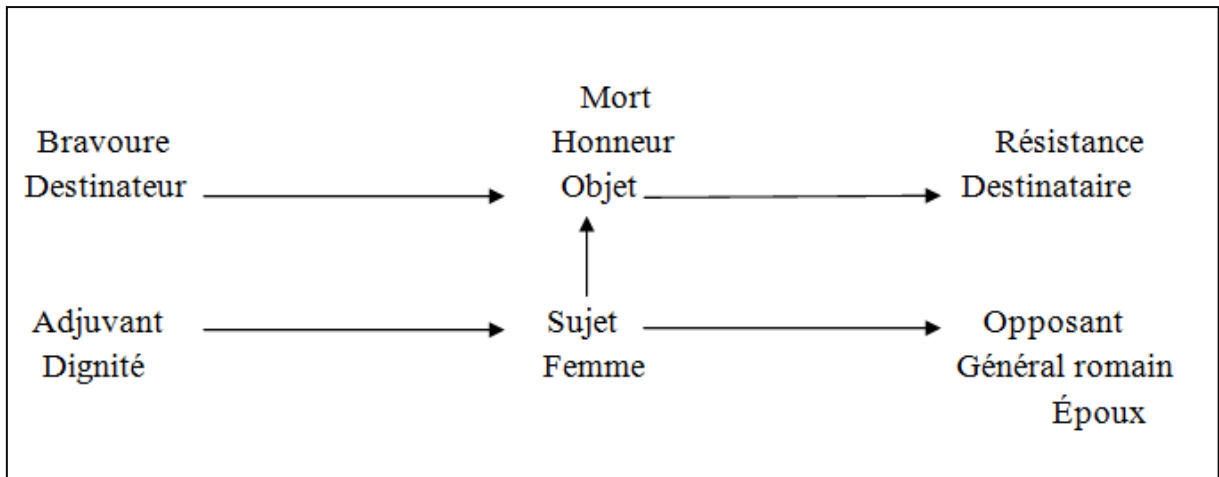 Mort
Bravoure Honneur Résistance
Destinateur Objet Destinataire
Adjuvant Sujet Opposant
Dignité Femme Général romain
Époux